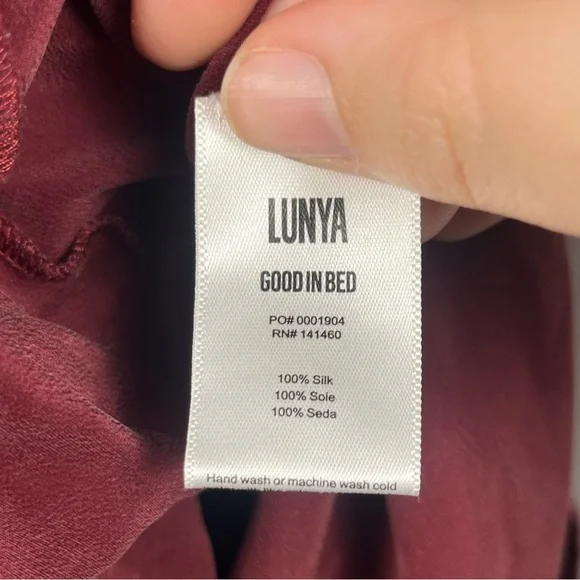 LUNYA
GOOD IN BED
PO# 0001904
RN# 141460
100% Silk
100% Soie
100% Seda
Hand wash or machine wash cold